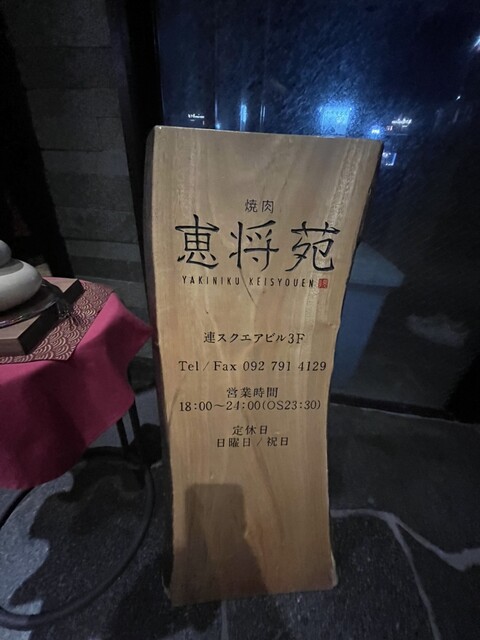 焼肉
恵将苑
YAKINIKU KEISYOUEN
連スクエアビル3F
Tel / Fax 092 791 4129
営業時間
18:00〜24:00(OS23:30)
定休日
日曜日 / 祝日